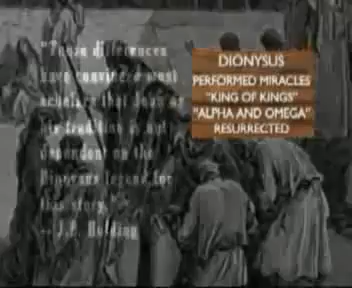 "These differences
have convinced most
scholars that John or
his tradition is not
dependent on the
Dionysus legend for
this story."
-- J.P. Holding
DIONYSUS
PERFORMED MIRACLES
"KING OF KINGS"
"ALPHA AND OMEGA"
RESURRECTED